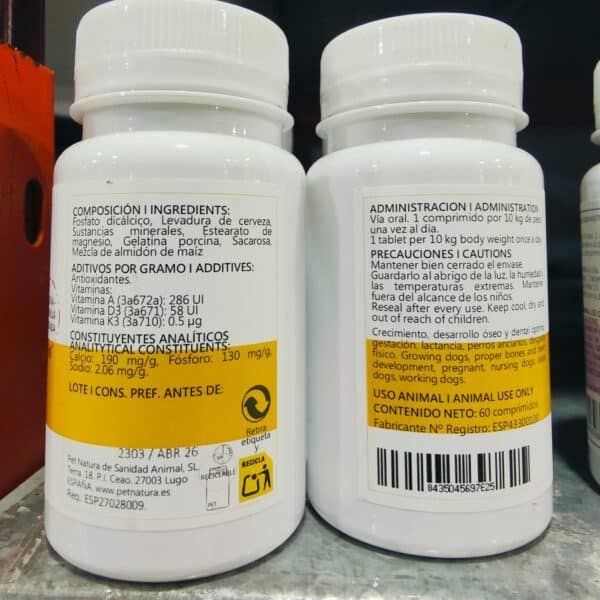 COMPOSICIÓN I INGREDIENTS:
Fosfato dicálcico, Levadura de cerveza,
Sustancias minerales, Estearato de
magnesio, Gelatina porcina, Sacarosa,
Mezcla de almidón de maíz
ADITIVOS POR GRAMO I ADDITIVES:
Antioxidantes.
Vitaminas:
Vitamina A (3a672a): 286 UI
Vitamina D3 (3a671): 58 UI
Vitamina K3 (3a710): 0.5 µg
CONSTITUYENTES ANALÍTICOS
ANALYTICAL CONSTITUENTS:
Calcio: 190 mg/g, Fósforo: 130 mg/g,
Sodio: 2.06 mg/g.
LOTE I CONS. PREF. ANTES DE:
2303 / ABR 26
Retira
etiqueta
y
RECICLA
RECICLABLE
PET
Pet Natura de Sanidad Animal, SL.
Terra, 18. P.I. Ceao. 27003 Lugo
ESPAÑA. www.petnatura.es
Reg. ESP27028009.
ADMINISTRACION I ADMINISTRATION
Vía oral. 1 comprimido por 10 kg de peso
una vez al día.
1 tablet per 10 kg body weight once a day
PRECAUCIONES I CAUTIONS
Mantener bien cerrado el envase.
Guardarlo al abrigo de la luz, la humedad
las temperaturas extremas. Mantener
fuera del alcance de los niños.
Reseal after every use. Keep cool, dry and
out of reach of children.
Crecimiento, desarrollo óseo y dental óptimo,
gestación, lactancia, perros ancianos,
físico. Growing dogs, proper bones and
development, pregnant, nursing dogs,
dogs, working dogs.
USO ANIMAL I ANIMAL USE ONLY
CONTENIDO NETO: 60 comprimidos.
Fabricante Nº Registro: ESP43300106
8435045697E25